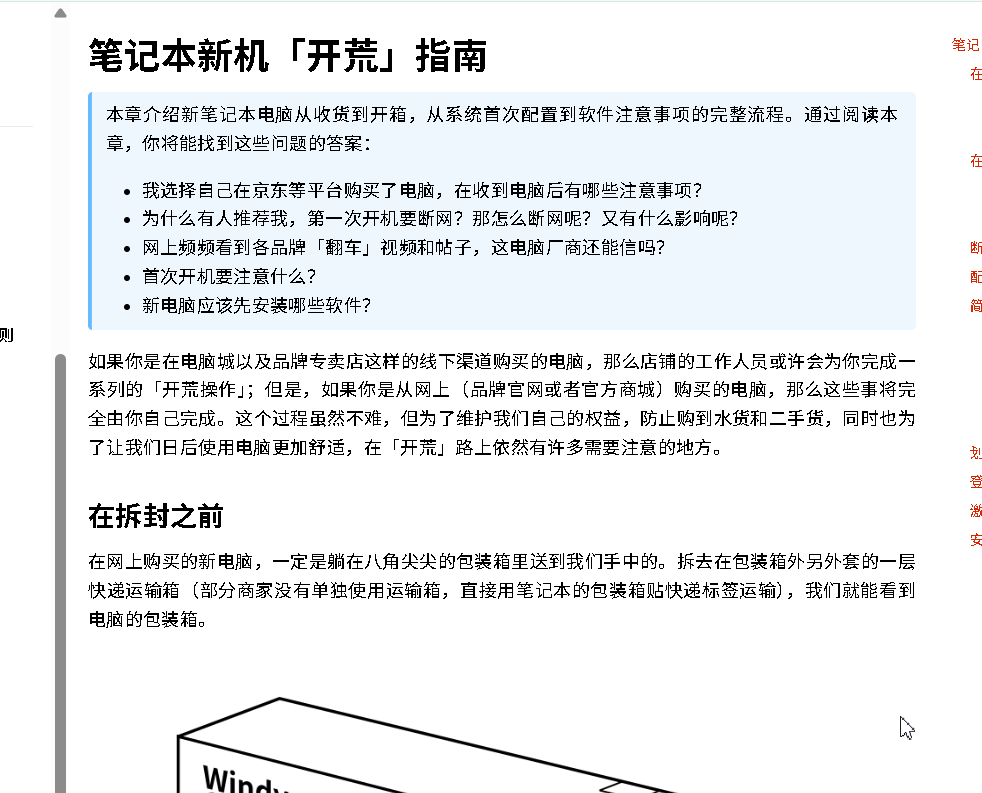 笔记本新机「开荒」指南
本章介绍新笔记本电脑从收货到开箱，从系统首次配置到软件注意事项的完整流程。通过阅读本
章，你将能找到这些问题的答案：
我选择自己在京东等平台购买了电脑，在收到电脑后有哪些注意事项？
为什么有人推荐我，第一次开机要断网？那怎么断网呢？又有什么影响呢？
网上频频看到各品牌「翻车」视频和帖子，这电脑厂商还能信吗？
首次开机要注意什么？
新电脑应该先安装哪些软件？
如果你是在电脑城以及品牌专卖店这样的线下渠道购买的电脑，那么店铺的工作人员或许会为你完成一
系列的「开荒操作」；但是，如果你是从网上（品牌官网或者官方商城）购买的电脑，那么这些事将完
全由你自己完成。这个过程虽然不难，但为了维护我们自己的权益，防止购到水货和二手货，同时也为
了让我们日后使用电脑更加舒适，在「开荒」路上依然有许多需要注意的地方。
在拆封之前
在网上购买的新电脑，一定是躺在八角尖尖的包装箱里送到我们手中的。拆去在包装箱外另外套的一层
快递运输箱（部分商家没有单独使用运输箱，直接用笔记本的包装箱贴快递标签运输），我们就能看到
电脑的包装箱。
Windo
则
笔记
在
在
断
配
简
划
登
激
安